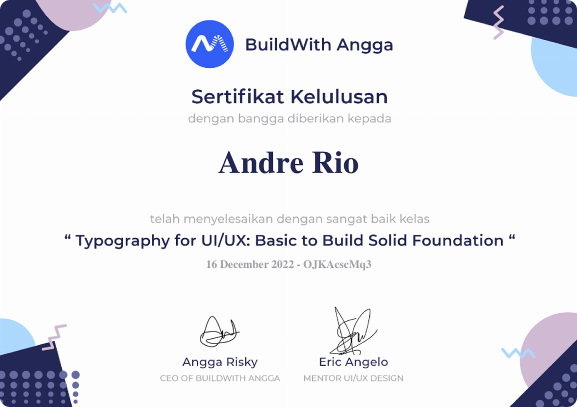 BuildWith Angga
Sertifikat Kelulusan
dengan bangga diberikan kepada
Andre Rio
telah menyelesaikan dengan sangat baik kelas
“ Typography for UI/UX: Basic to Build Solid Foundation “
16 December 2022 - OJKAcscMq3
Angga Risky
CEO OF BUILDWITH ANGGA
Eric Angelo
MENTOR UI/UX DESIGN